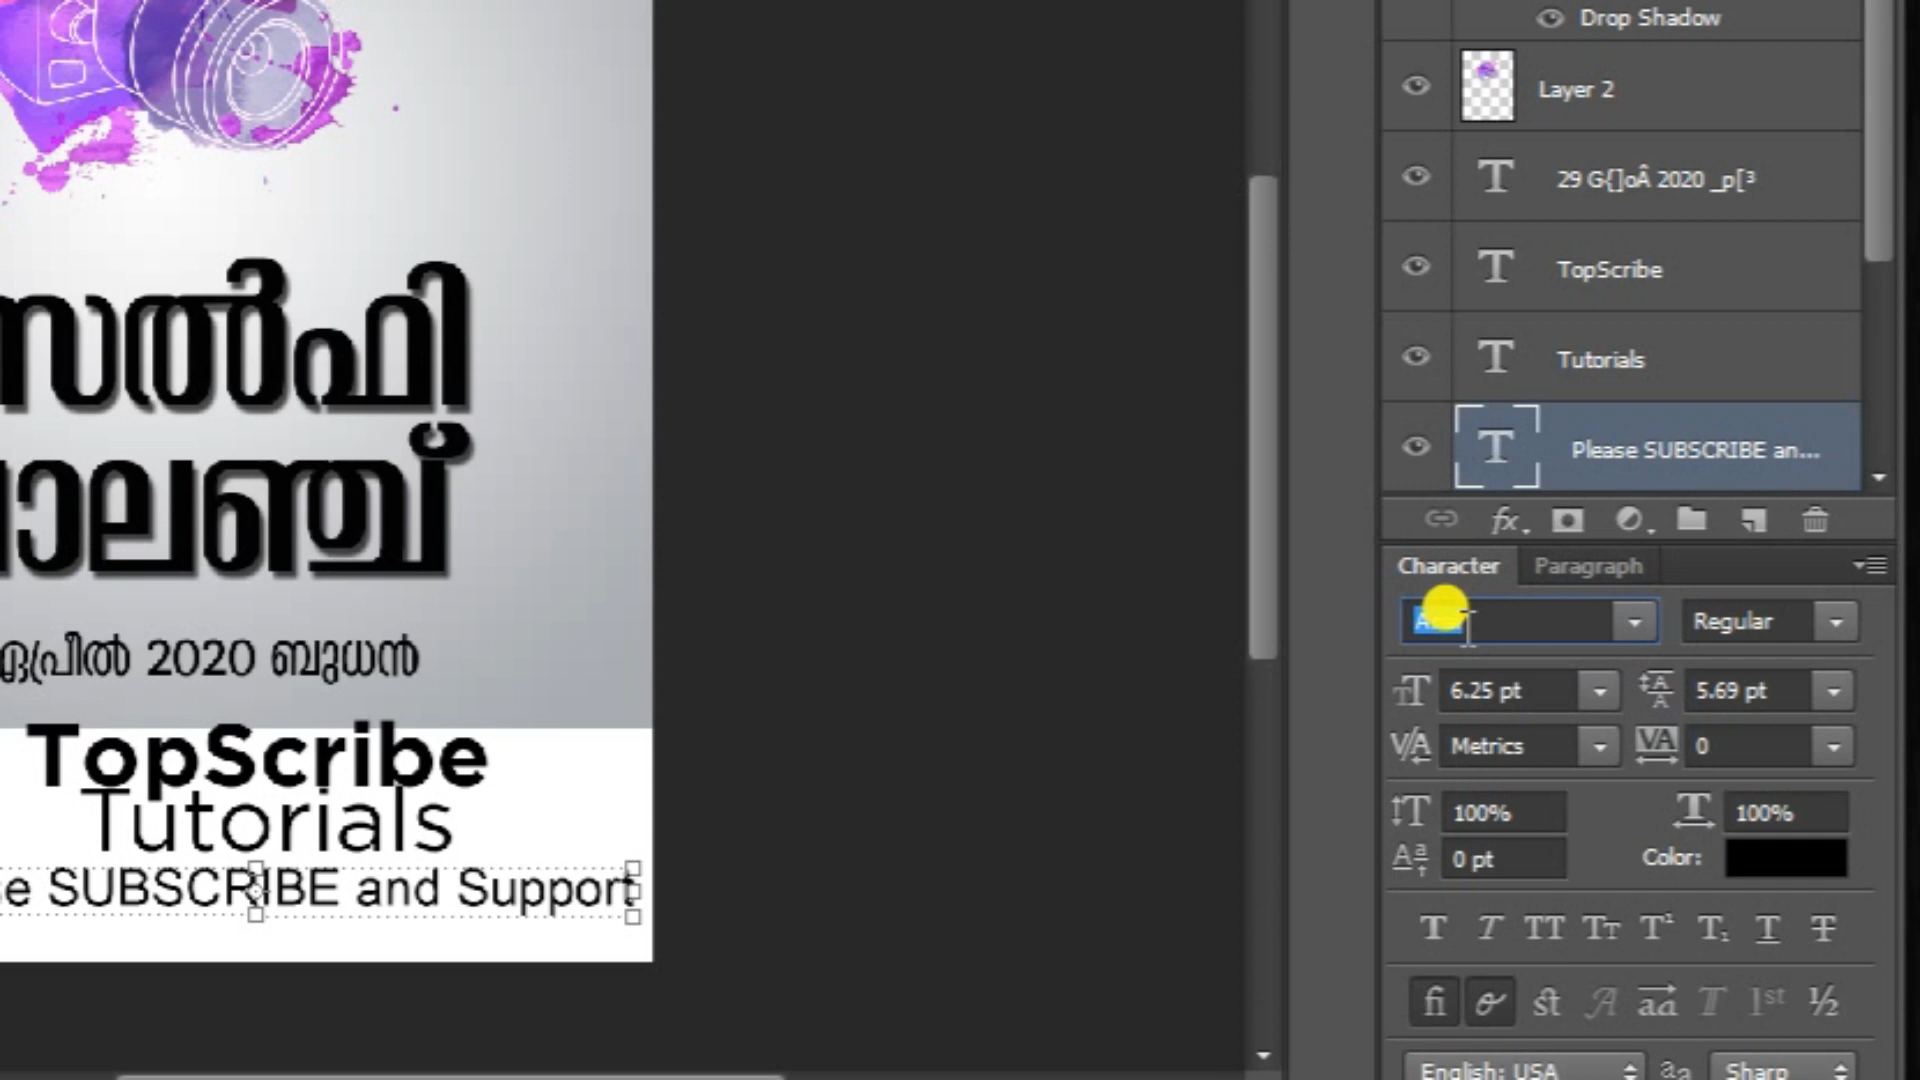 Drop Shadow
Layer 2
29 G{]oÂ 2020 _p[³
TopScribe
Tutorials
Please SUBSCRIBE an...
സെൽഫി
ചാലഞ്ച്
ഏപ്രീൽ 2020 ബുധൻ
TopScribe
Tutorials
se SUBSCRIBE and Support
Character Paragraph
Regular
6.25 pt 5.69 pt
Metrics 0
100% 100%
0 pt Color:
English: USA Sharp